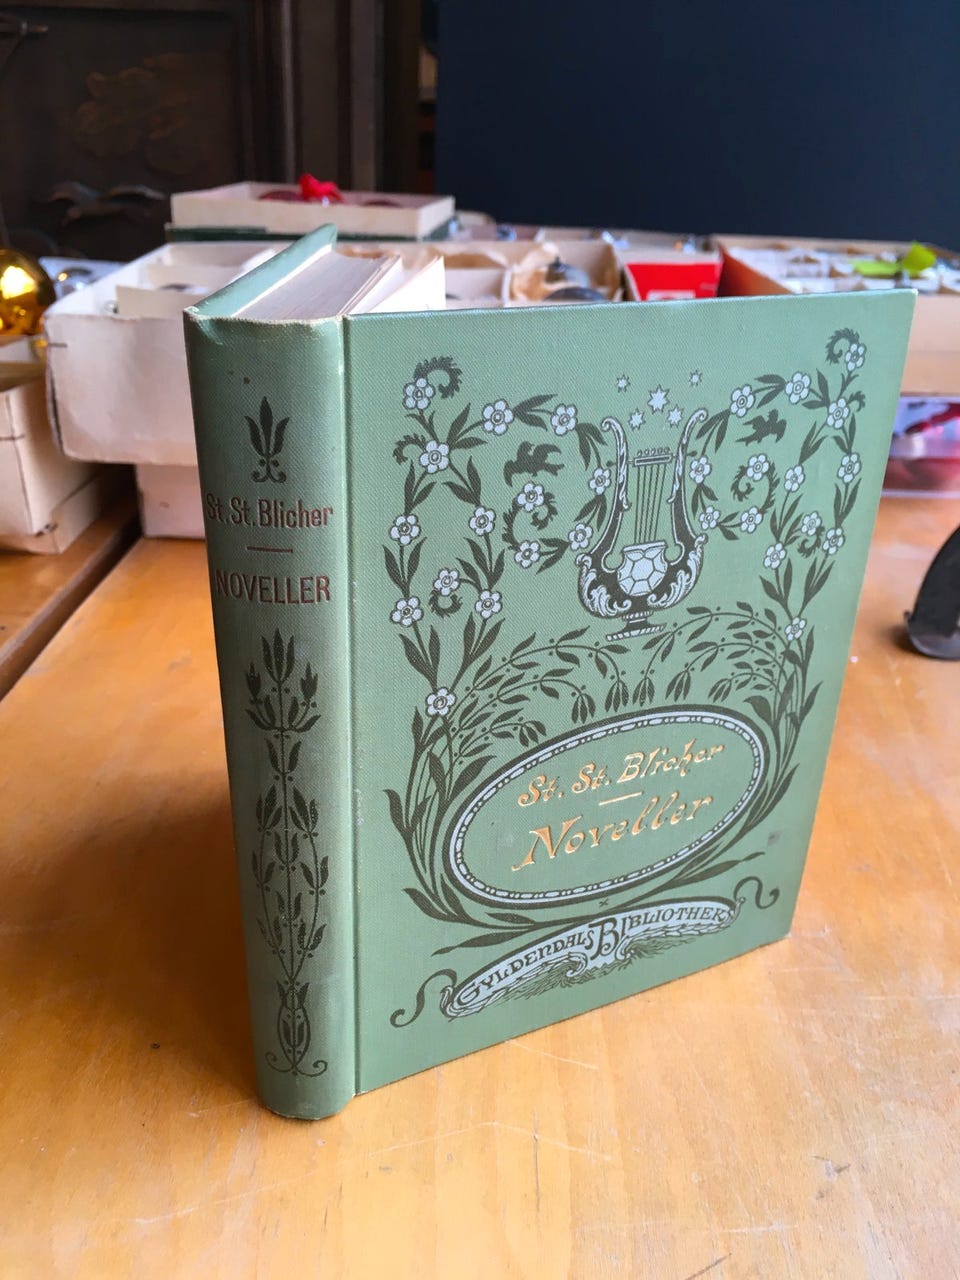 St. St. Blicher
NOVELLER
St. St. Blicher
Noveller
GYLDENDALS BIBLIOTHEK